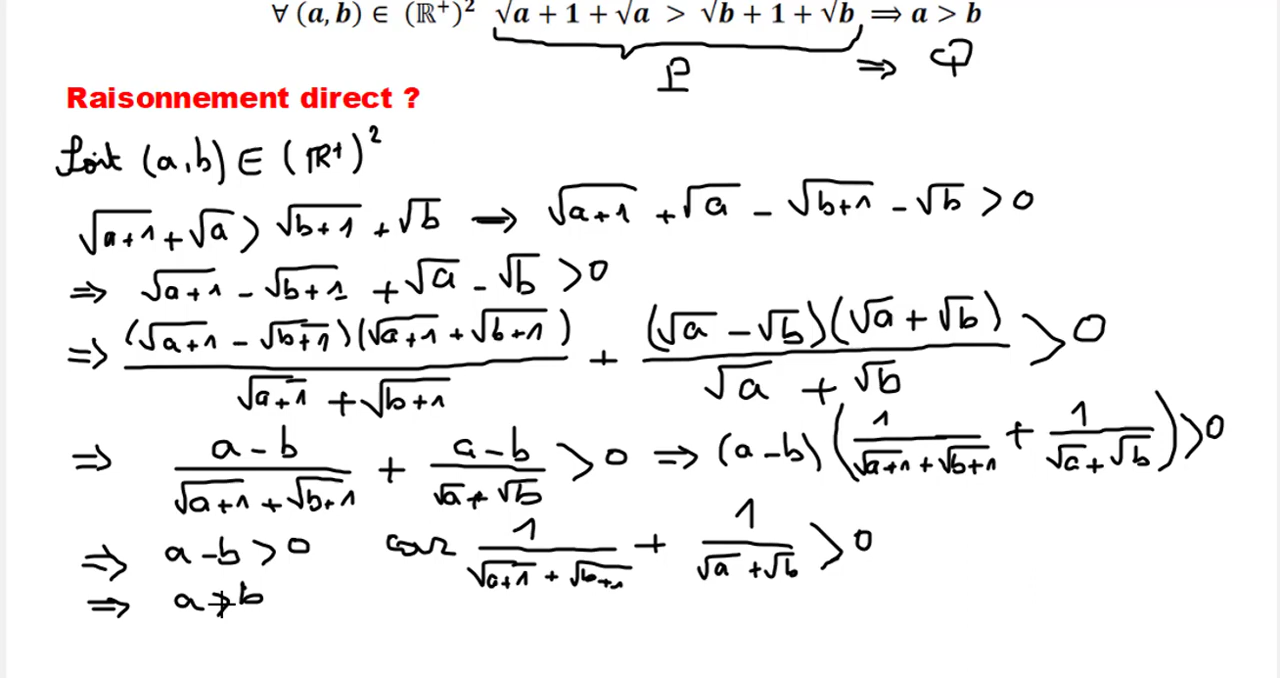 ∀ (a, b) ∈ (ℝ⁺)² √a + 1 + √a > √b + 1 + √b ⟹ a > b
P ⟹ Q
Raisonnement direct ?
Soit (a,b) ∈ (ℝ⁺)²
√(a+1) + √a > √(b+1) + √b ⟹ √(a+1) + √a - √(b+1) - √b > 0
⟹ √(a+1) - √(b+1) + √a - √b > 0
⟹ (√(a+1) - √(b+1))(√(a+1) + √(b+1)) / (√(a+1) + √(b+1)) + (√a - √b)(√a + √b) / (√a + √b) > 0
⟹ (a-b) / (√(a+1) + √(b+1)) + (a-b) / (√a + √b) > 0 ⟹ (a-b)(1 / (√(a+1) + √(b+1)) + 1 / (√a + √b)) > 0
⟹ a-b > 0 car 1 / (√(a+1) + √(b+1)) + 1 / (√a + √b) > 0
⟹ a > b